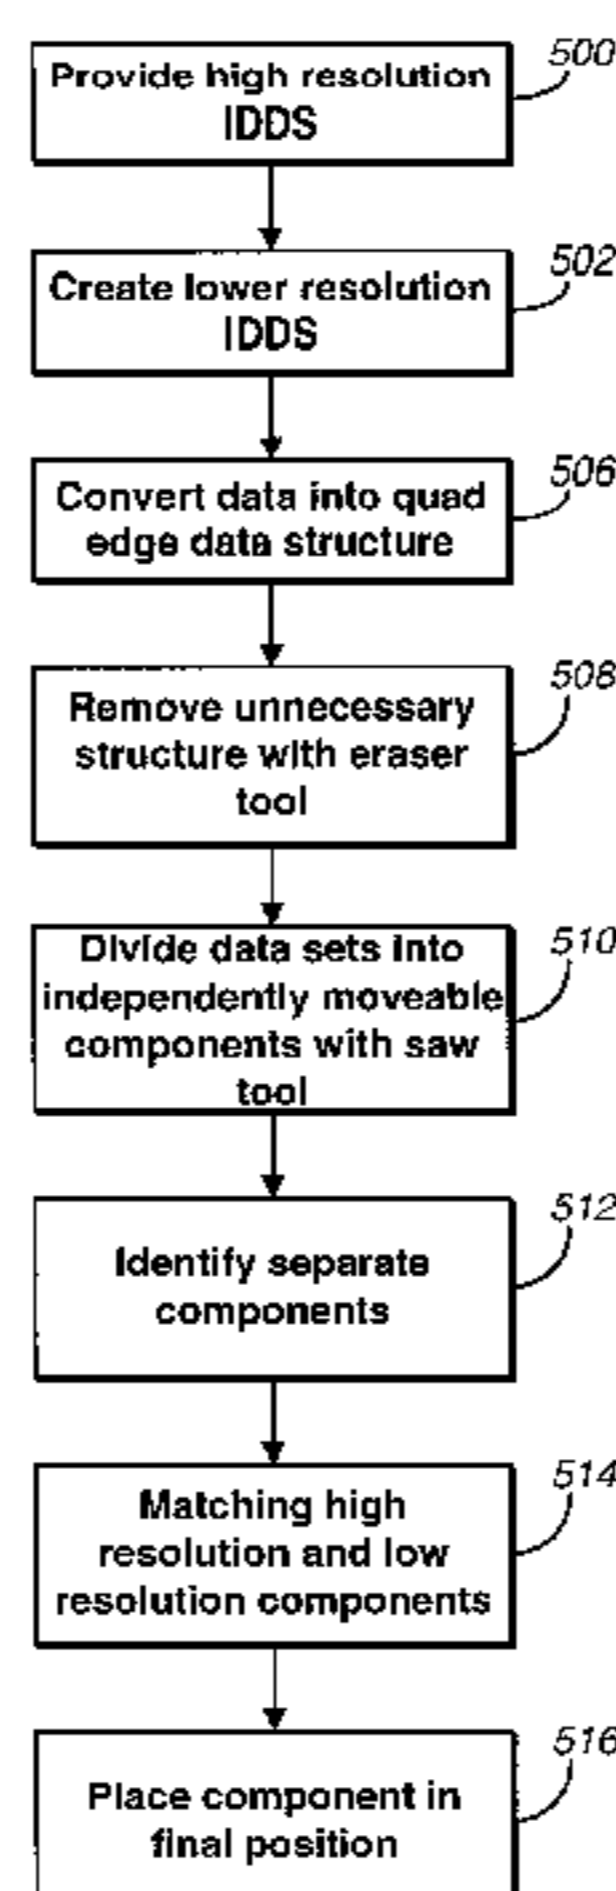 Provide high resolution
IDDS
500
Create lower resolution
IDDS
502
Convert data into quad
edge data structure
506
Remove unnecessary
structure with eraser
tool
508
Divide data sets into
independently moveable
components with saw
tool
510
Identify separate
components
512
Matching high
resolution and low
resolution components
514
Place component in
final position
516